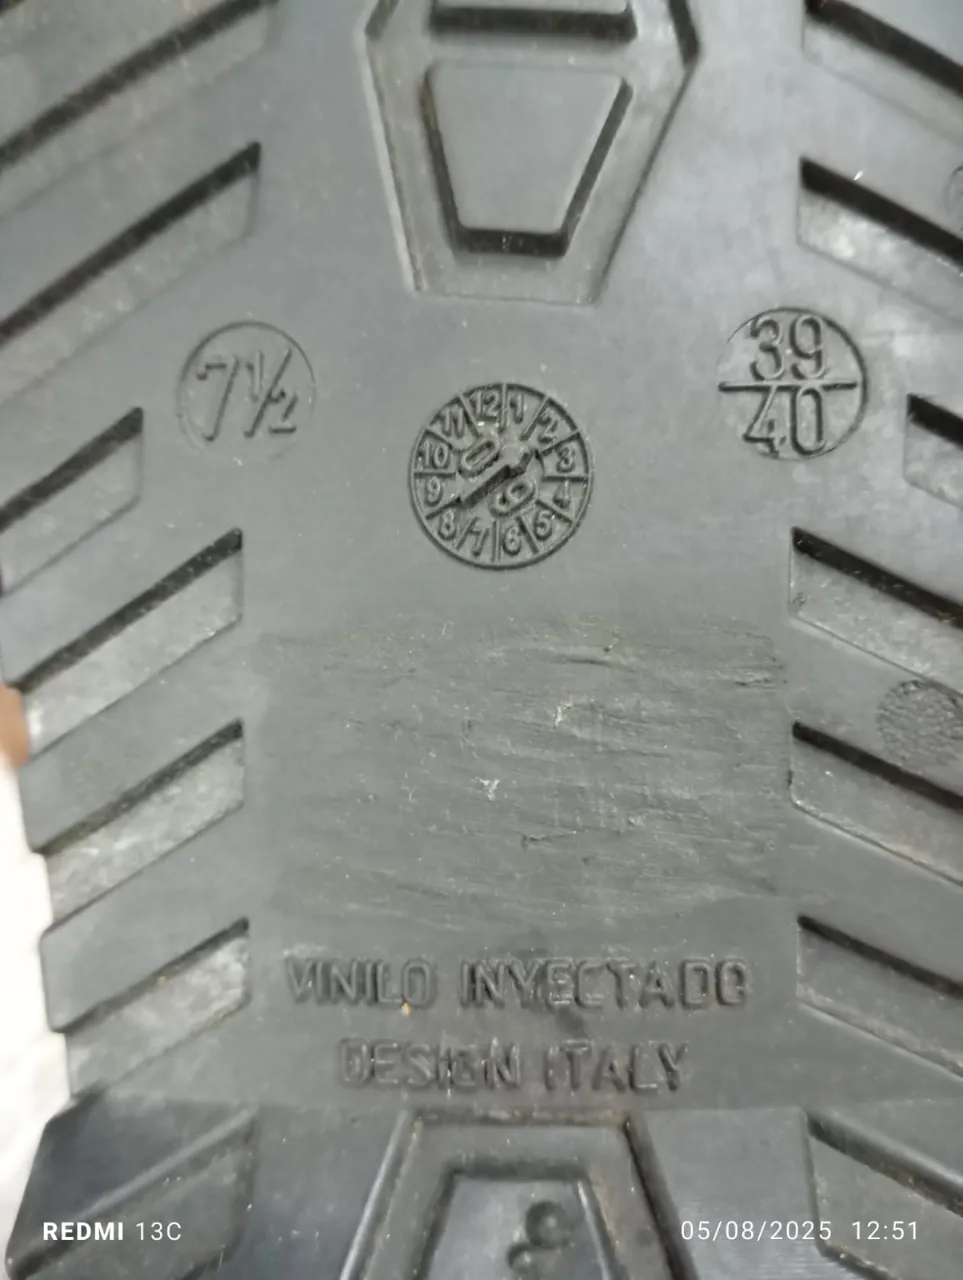 7½
39
40
12 1 2 3 4 5 6 7 8 9 10 11
0 9
VINILO INYECTADO
DESIGN ITALY
REDMI 13C
05/08/2025 12:51